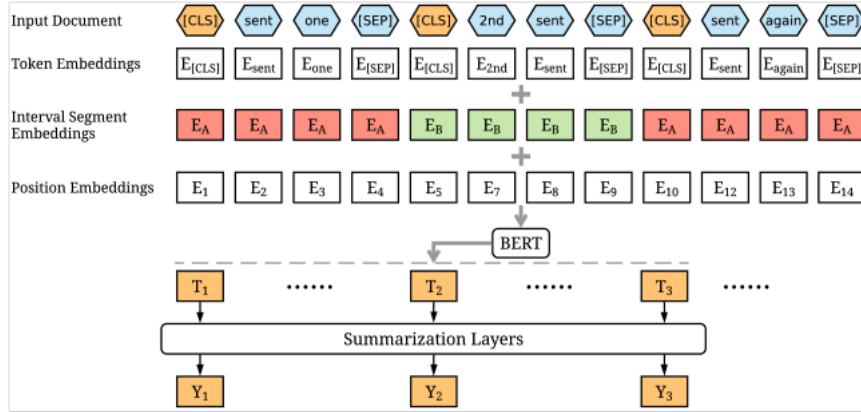 Input Document [CLS] sent one [SEP] [CLS] 2nd sent [SEP] [CLS] sent again [SEP]
Token Embeddings E[CLS] Esent Eone E[SEP] E[CLS] E2nd Esent E[SEP] E[CLS] Esent Eagain E[SEP]
+
Interval Segment
Embeddings EA EA EA EA EB EB EB EB EA EA EA EA
+
Position Embeddings E1 E2 E3 E4 E5 E7 E8 E9 E10 E12 E13 E14
BERT
T1 ...... T2 ...... T3 ......
Summarization Layers
Y1 Y2 Y3